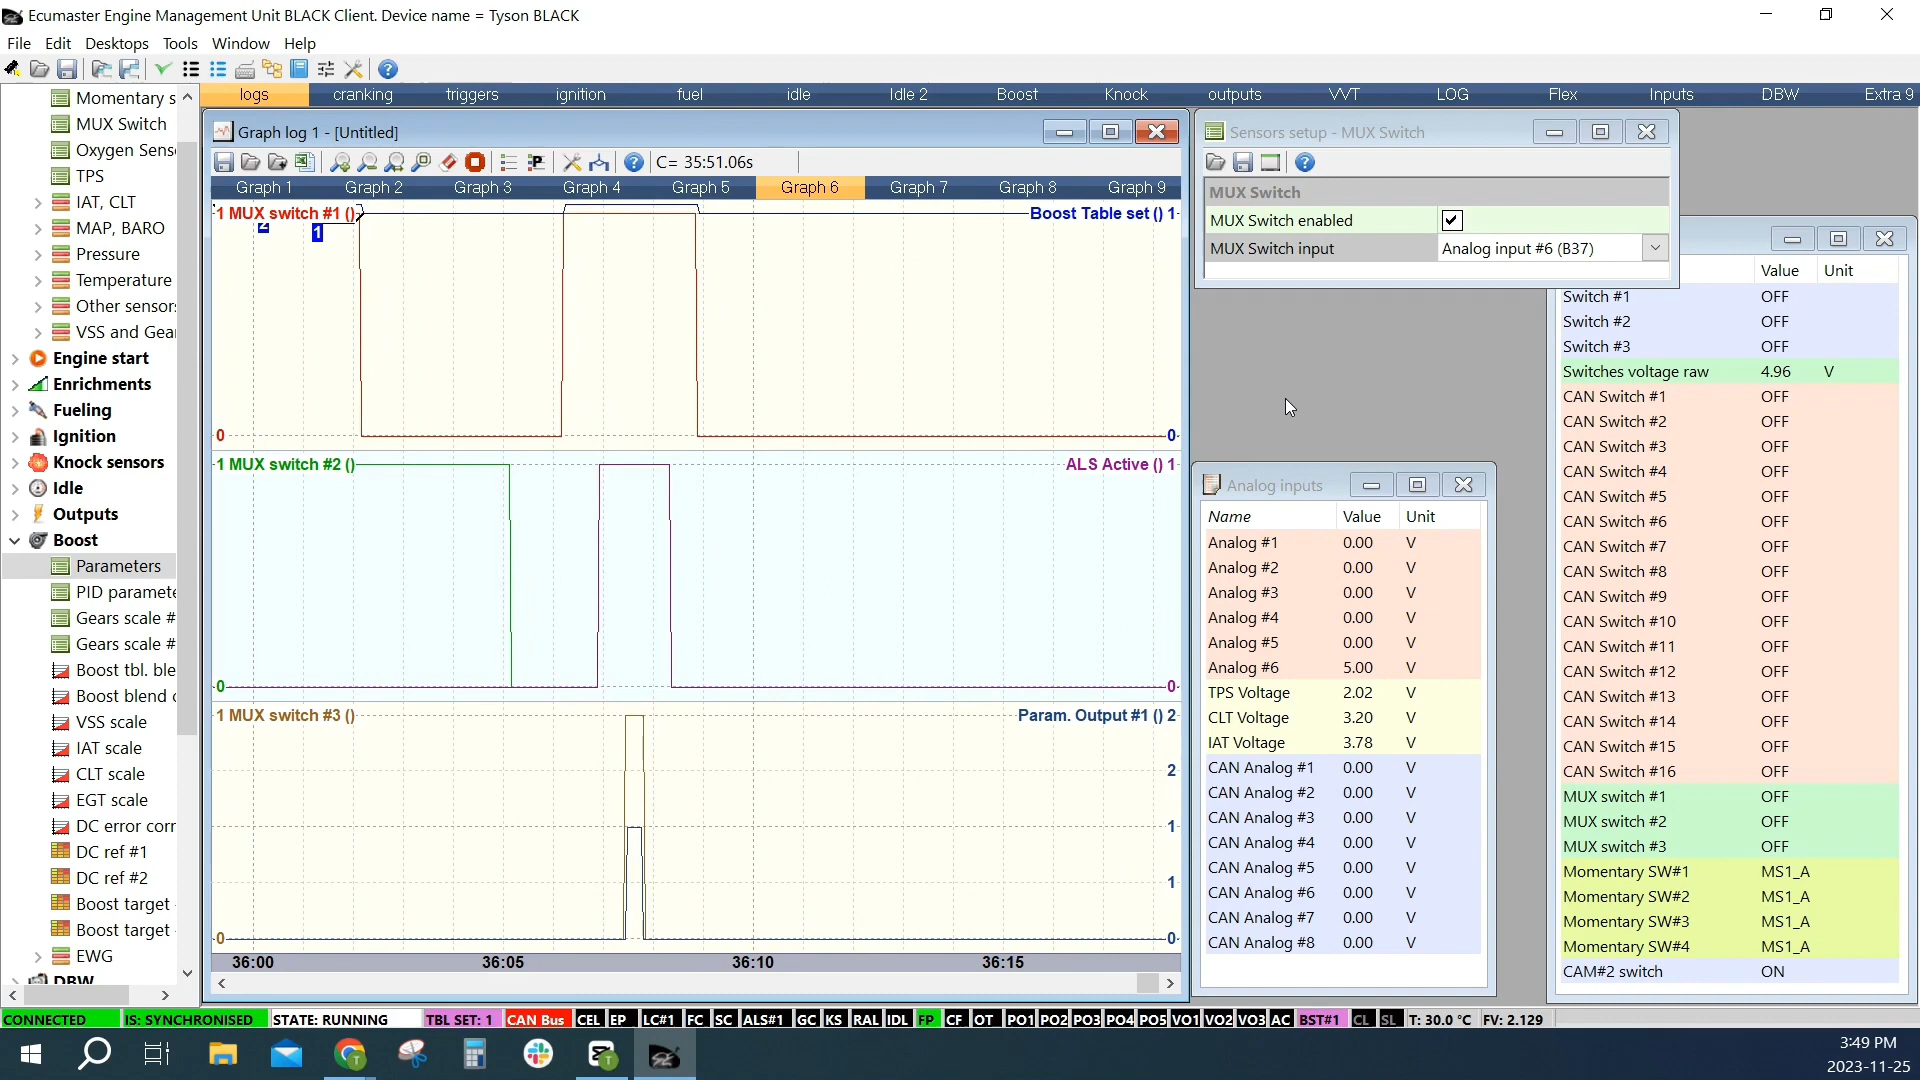 Ecumaster Engine Management Unit BLACK Client. Device name = Tyson BLACK
File Edit Desktops Tools Window Help
logs cranking triggers ignition fuel idle Idle 2 Boost Knock outputs VVT LOG Flex Inputs DBW Extra 9
Momentary s
MUX Switch
Oxygen Sens
TPS
IAT, CLT
MAP, BARO
Pressure
Temperature
Other sensor
VSS and Gea
Engine start
Enrichments
Fueling
Ignition
Knock sensors
Idle
Outputs
Boost
Parameters
PID paramete
Gears scale #
Gears scale #
Boost tbl. ble
Boost blend
VSS scale
IAT scale
CLT scale
EGT scale
DC error corr
DC ref #1
DC ref #2
Boost target
Boost target
EWG
DBW
Graph log 1 - [Untitled]
C= 35:51.06s
Graph 1 Graph 2 Graph 3 Graph 4 Graph 5 Graph 6 Graph 7 Graph 8 Graph 9
1 MUX switch #1 () Boost Table set () 1
2 1
0 0
1 MUX switch #2 () ALS Active () 1
0 0
1 MUX switch #3 () Param. Output #1 () 2
2
1
1
0 0
36:00 36:05 36:10 36:15
Sensors setup - MUX Switch
MUX Switch
MUX Switch enabled
MUX Switch input Analog input #6 (B37)
Analog inputs
Name Value Unit
Analog #1 0.00 V
Analog #2 0.00 V
Analog #3 0.00 V
Analog #4 0.00 V
Analog #5 0.00 V
Analog #6 5.00 V
TPS Voltage 2.02 V
CLT Voltage 3.20 V
IAT Voltage 3.78 V
CAN Analog #1 0.00 V
CAN Analog #2 0.00 V
CAN Analog #3 0.00 V
CAN Analog #4 0.00 V
CAN Analog #5 0.00 V
CAN Analog #6 0.00 V
CAN Analog #7 0.00 V
CAN Analog #8 0.00 V
Value Unit
Switch #1 OFF
Switch #2 OFF
Switch #3 OFF
Switches voltage raw 4.96 V
CAN Switch #1 OFF
CAN Switch #2 OFF
CAN Switch #3 OFF
CAN Switch #4 OFF
CAN Switch #5 OFF
CAN Switch #6 OFF
CAN Switch #7 OFF
CAN Switch #8 OFF
CAN Switch #9 OFF
CAN Switch #10 OFF
CAN Switch #11 OFF
CAN Switch #12 OFF
CAN Switch #13 OFF
CAN Switch #14 OFF
CAN Switch #15 OFF
CAN Switch #16 OFF
MUX switch #1 OFF
MUX switch #2 OFF
MUX switch #3 OFF
Momentary SW#1 MS1_A
Momentary SW#2 MS1_A
Momentary SW#3 MS1_A
Momentary SW#4 MS1_A
CAM#2 switch ON
CONNECTED IS: SYNCHRONISED STATE: RUNNING TBL SET: 1 CAN Bus CEL EP LC#1 FC SC ALS#1 GC KS RAL IDL FP CF OT PO1 PO2 PO3 PO4 PO5 VO1 VO2 VO3 AC BST#1 CL SL T: 30.0 °C FV: 2.129
3:49 PM
2023-11-25